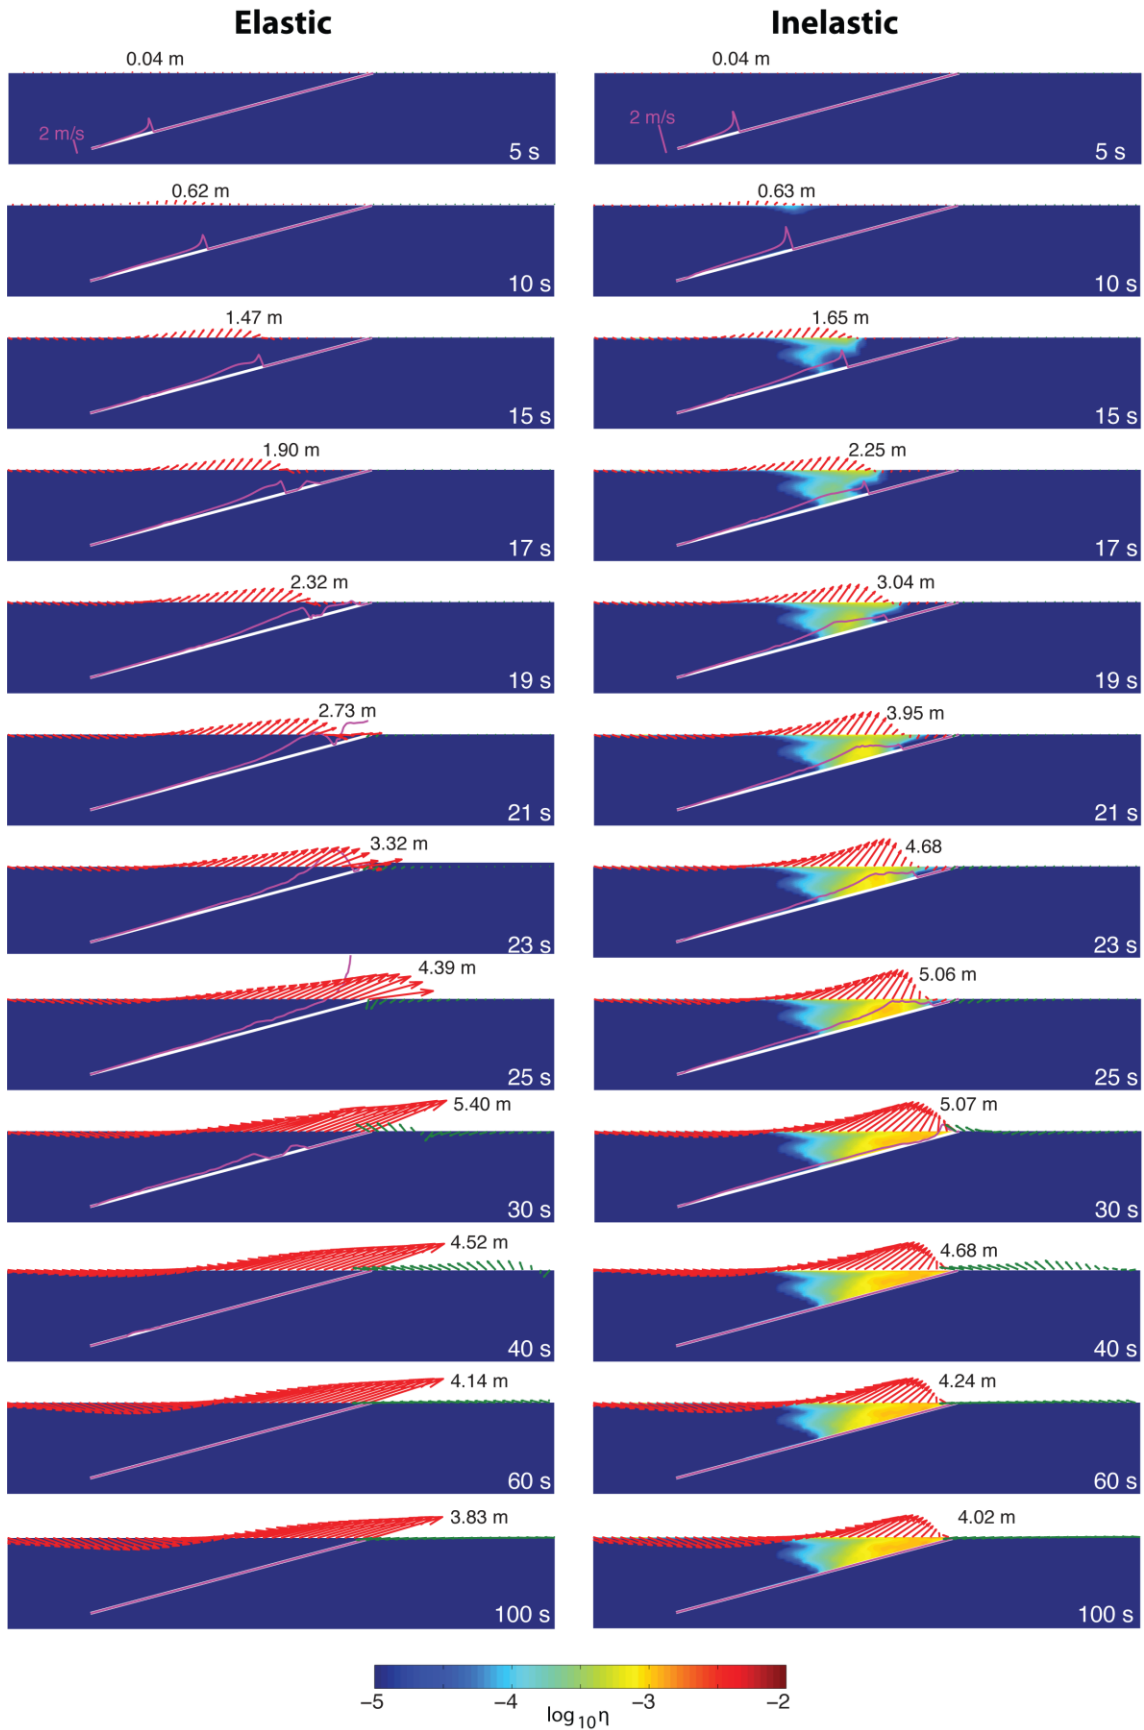 Elastic Inelastic
0.04 m 0.04 m
2 m/s 2 m/s
5 s 5 s
0.62 m 0.63 m
10 s 10 s
1.47 m 1.65 m
15 s 15 s
1.90 m 2.25 m
17 s 17 s
2.32 m 3.04 m
19 s 19 s
2.73 m 3.95 m
21 s 21 s
3.32 m 4.68
23 s 23 s
4.39 m 5.06 m
25 s 25 s
5.40 m 5.07 m
30 s 30 s
4.52 m 4.68 m
40 s 40 s
4.14 m 4.24 m
60 s 60 s
3.83 m 4.02 m
100 s 100 s
−5 −4 −3 −2
log₁₀η